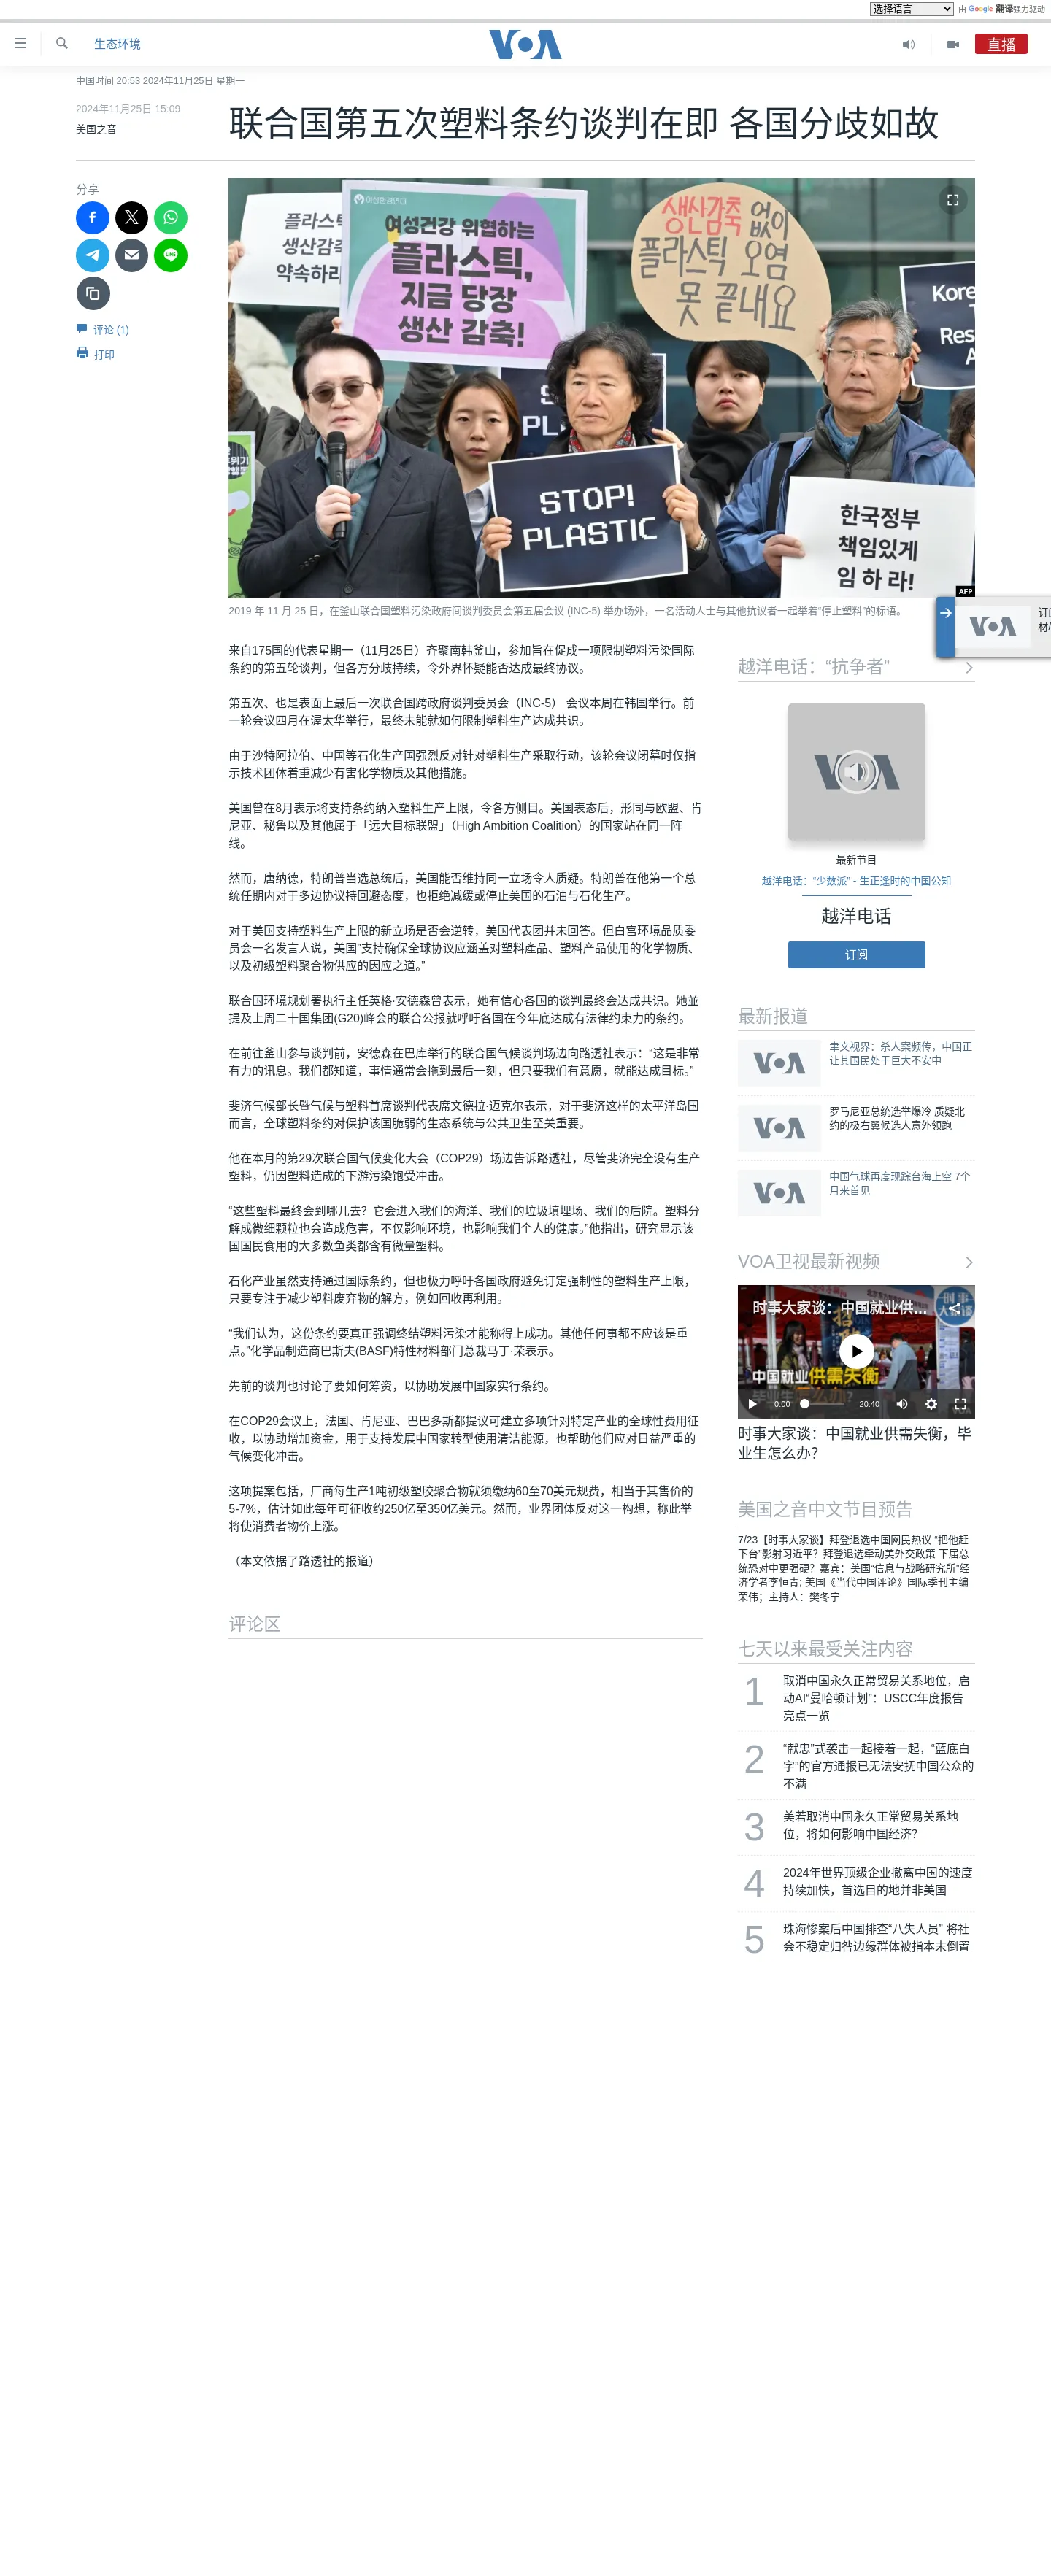 选择语言
由 Google 翻译强力驱动
生态环境
VOA
直播
中国时间 20:53 2024年11月25日 星期一
2024年11月25日 15:09
美国之音
联合国第五次塑料条约谈判在即 各国分歧如故
分享
评论 (1)
打印
플라스틱
생산감축
약속하라
여성환경연대
여성건강 위협하는
플라스틱,
지금 당장
생산 감축!
생산감축 없이
플라스틱 오염
못 끝내요.
STOP!
PLASTIC
한국정부
책임있게
임하라!
AFP
2019 年 11 月 25 日，在釜山联合国塑料污染政府间谈判委员会第五届会议 (INC-5) 举办场外，一名活动人士与其他抗议者一起举着“停止塑料”的标语。
VOA
来自175国的代表星期一（11月25日）齐聚南韩釜山，参加旨在促成一项限制塑料污染国际
条约的第五轮谈判，但各方分歧持续，令外界怀疑能否达成最终协议。
第五次、也是表面上最后一次联合国跨政府谈判委员会（INC-5） 会议本周在韩国举行。前
一轮会议四月在渥太华举行，最终未能就如何限制塑料生产达成共识。
由于沙特阿拉伯、中国等石化生产国强烈反对针对塑料生产采取行动，该轮会议闭幕时仅指
示技术团体着重减少有害化学物质及其他措施。
美国曾在8月表示将支持条约纳入塑料生产上限，令各方侧目。美国表态后，形同与欧盟、肯
尼亚、秘鲁以及其他属于「远大目标联盟」（High Ambition Coalition）的国家站在同一阵
线。
然而，唐纳德，特朗普当选总统后，美国能否维持同一立场令人质疑。特朗普在他第一个总
统任期内对于多边协议持回避态度，也拒绝减缓或停止美国的石油与石化生产。
对于美国支持塑料生产上限的新立场是否会逆转，美国代表团并未回答。但白宫环境品质委
员会一名发言人说，美国”支持确保全球协议应涵盖对塑料產品、塑料产品使用的化学物质、
以及初级塑料聚合物供应的因应之道。”
联合国环境规划署执行主任英格·安德森曾表示，她有信心各国的谈判最终会达成共识。她並
提及上周二十国集团(G20)峰会的联合公报就呼吁各国在今年底达成有法律约束力的条约。
在前往釜山参与谈判前，安德森在巴库举行的联合国气候谈判场边向路透社表示：“这是非常
有力的讯息。我们都知道，事情通常会拖到最后一刻，但只要我们有意愿，就能达成目标。”
斐济气候部长暨气候与塑料首席谈判代表席文德拉·迈克尔表示，对于斐济这样的太平洋岛国
而言，全球塑料条约对保护该国脆弱的生态系统与公共卫生至关重要。
他在本月的第29次联合国气候变化大会（COP29）场边告诉路透社，尽管斐济完全没有生产
塑料，仍因塑料造成的下游污染饱受冲击。
“这些塑料最终会到哪儿去？它会进入我们的海洋、我们的垃圾填埋场、我们的后院。塑料分
解成微细颗粒也会造成危害，不仅影响环境，也影响我们个人的健康。”他指出，研究显示该
国国民食用的大多数鱼类都含有微量塑料。
石化产业虽然支持通过国际条约，但也极力呼吁各国政府避免订定强制性的塑料生产上限，
只要专注于减少塑料废弃物的解方，例如回收再利用。
“我们认为，这份条约要真正强调终结塑料污染才能称得上成功。其他任何事都不应该是重
点。”化学品制造商巴斯夫(BASF)特性材料部门总裁马丁·荣表示。
先前的谈判也讨论了要如何筹资，以协助发展中国家实行条约。
在COP29会议上，法国、肯尼亚、巴巴多斯都提议可建立多项针对特定产业的全球性费用征
收，以协助增加资金，用于支持发展中国家转型使用清洁能源，也帮助他们应对日益严重的
气候变化冲击。
这项提案包括，厂商每生产1吨初级塑胶聚合物就须缴纳60至70美元规费，相当于其售价的
5-7%，估计如此每年可征收约250亿至350亿美元。然而，业界团体反对这一构想，称此举
将使消费者物价上涨。
（本文依据了路透社的报道）
评论区
越洋电话：“抗争者”
VOA
最新节目
越洋电话：“少数派” - 生正逢时的中国公知
越洋电话
订阅
最新报道
VOA
聿文视界：杀人案频传，中国正
让其国民处于巨大不安中
VOA
罗马尼亚总统选举爆冷 质疑北
约的极右翼候选人意外领跑
VOA
中国气球再度现踪台海上空 7个
月来首见
VOA卫视最新视频
时事大家谈：中国就业供...
中国就业供需失衡
0:00
20:40
时事大家谈：中国就业供需失衡，毕
业生怎么办？
美国之音中文节目预告
7/23【时事大家谈】拜登退选中国网民热议 “把他赶
下台”影射习近平？拜登退选牵动美外交政策 下届总
统恐对中更强硬？嘉宾：美国“信息与战略研究所”经
济学者李恒青; 美国《当代中国评论》国际季刊主编
荣伟；主持人：樊冬宁
七天以来最受关注内容
1
取消中国永久正常贸易关系地位，启
动AI“曼哈顿计划”：USCC年度报告
亮点一览
2
“献忠”式袭击一起接着一起，“蓝底白
字”的官方通报已无法安抚中国公众的
不满
3
美若取消中国永久正常贸易关系地
位，将如何影响中国经济？
4
2024年世界顶级企业撤离中国的速度
持续加快，首选目的地并非美国
5
珠海惨案后中国排查“八失人员” 将社
会不稳定归咎边缘群体被指本末倒置